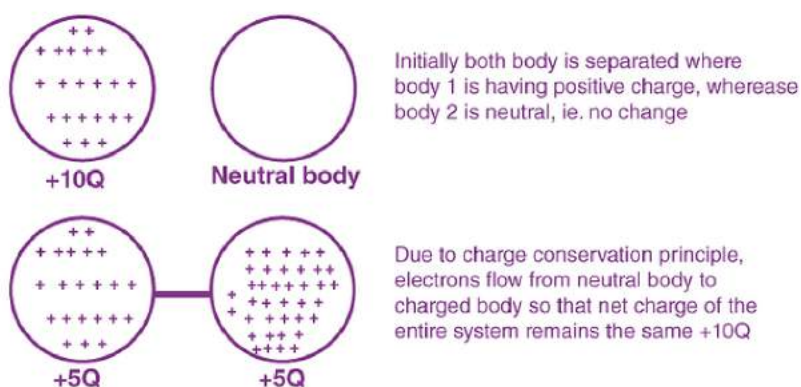 Initially both body is separated where
body 1 is having positive charge, wherease
body 2 is neutral, ie. no change
+10Q
Neutral body
Due to charge conservation principle,
electrons flow from neutral body to
charged body so that net charge of the
entire system remains the same +10Q
+5Q
+5Q